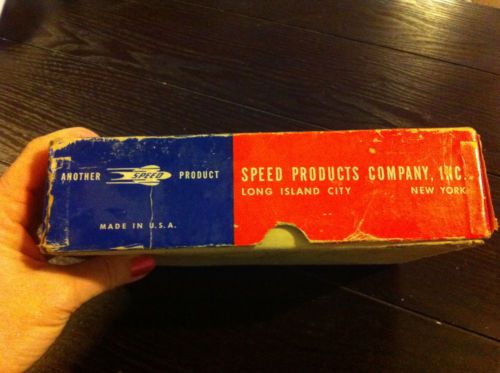 ANOTHER SPEED PRODUCT
MADE IN U.S.A.
SPEED PRODUCTS COMPANY, INC.
LONG ISLAND CITY NEW YORK